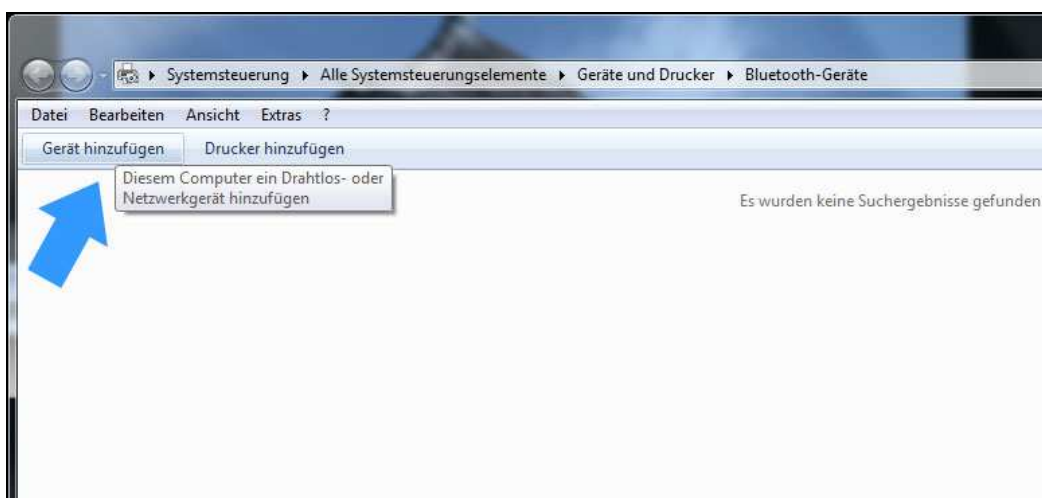 Systemsteuerung Alle Systemsteuerungselemente Geräte und Drucker Bluetooth-Geräte
Datei Bearbeiten Ansicht Extras ?
Gerät hinzufügen Drucker hinzufügen
Diesem Computer ein Drahtlos- oder
Netzwerkgerät hinzufügen
Es wurden keine Suchergebnisse gefunden